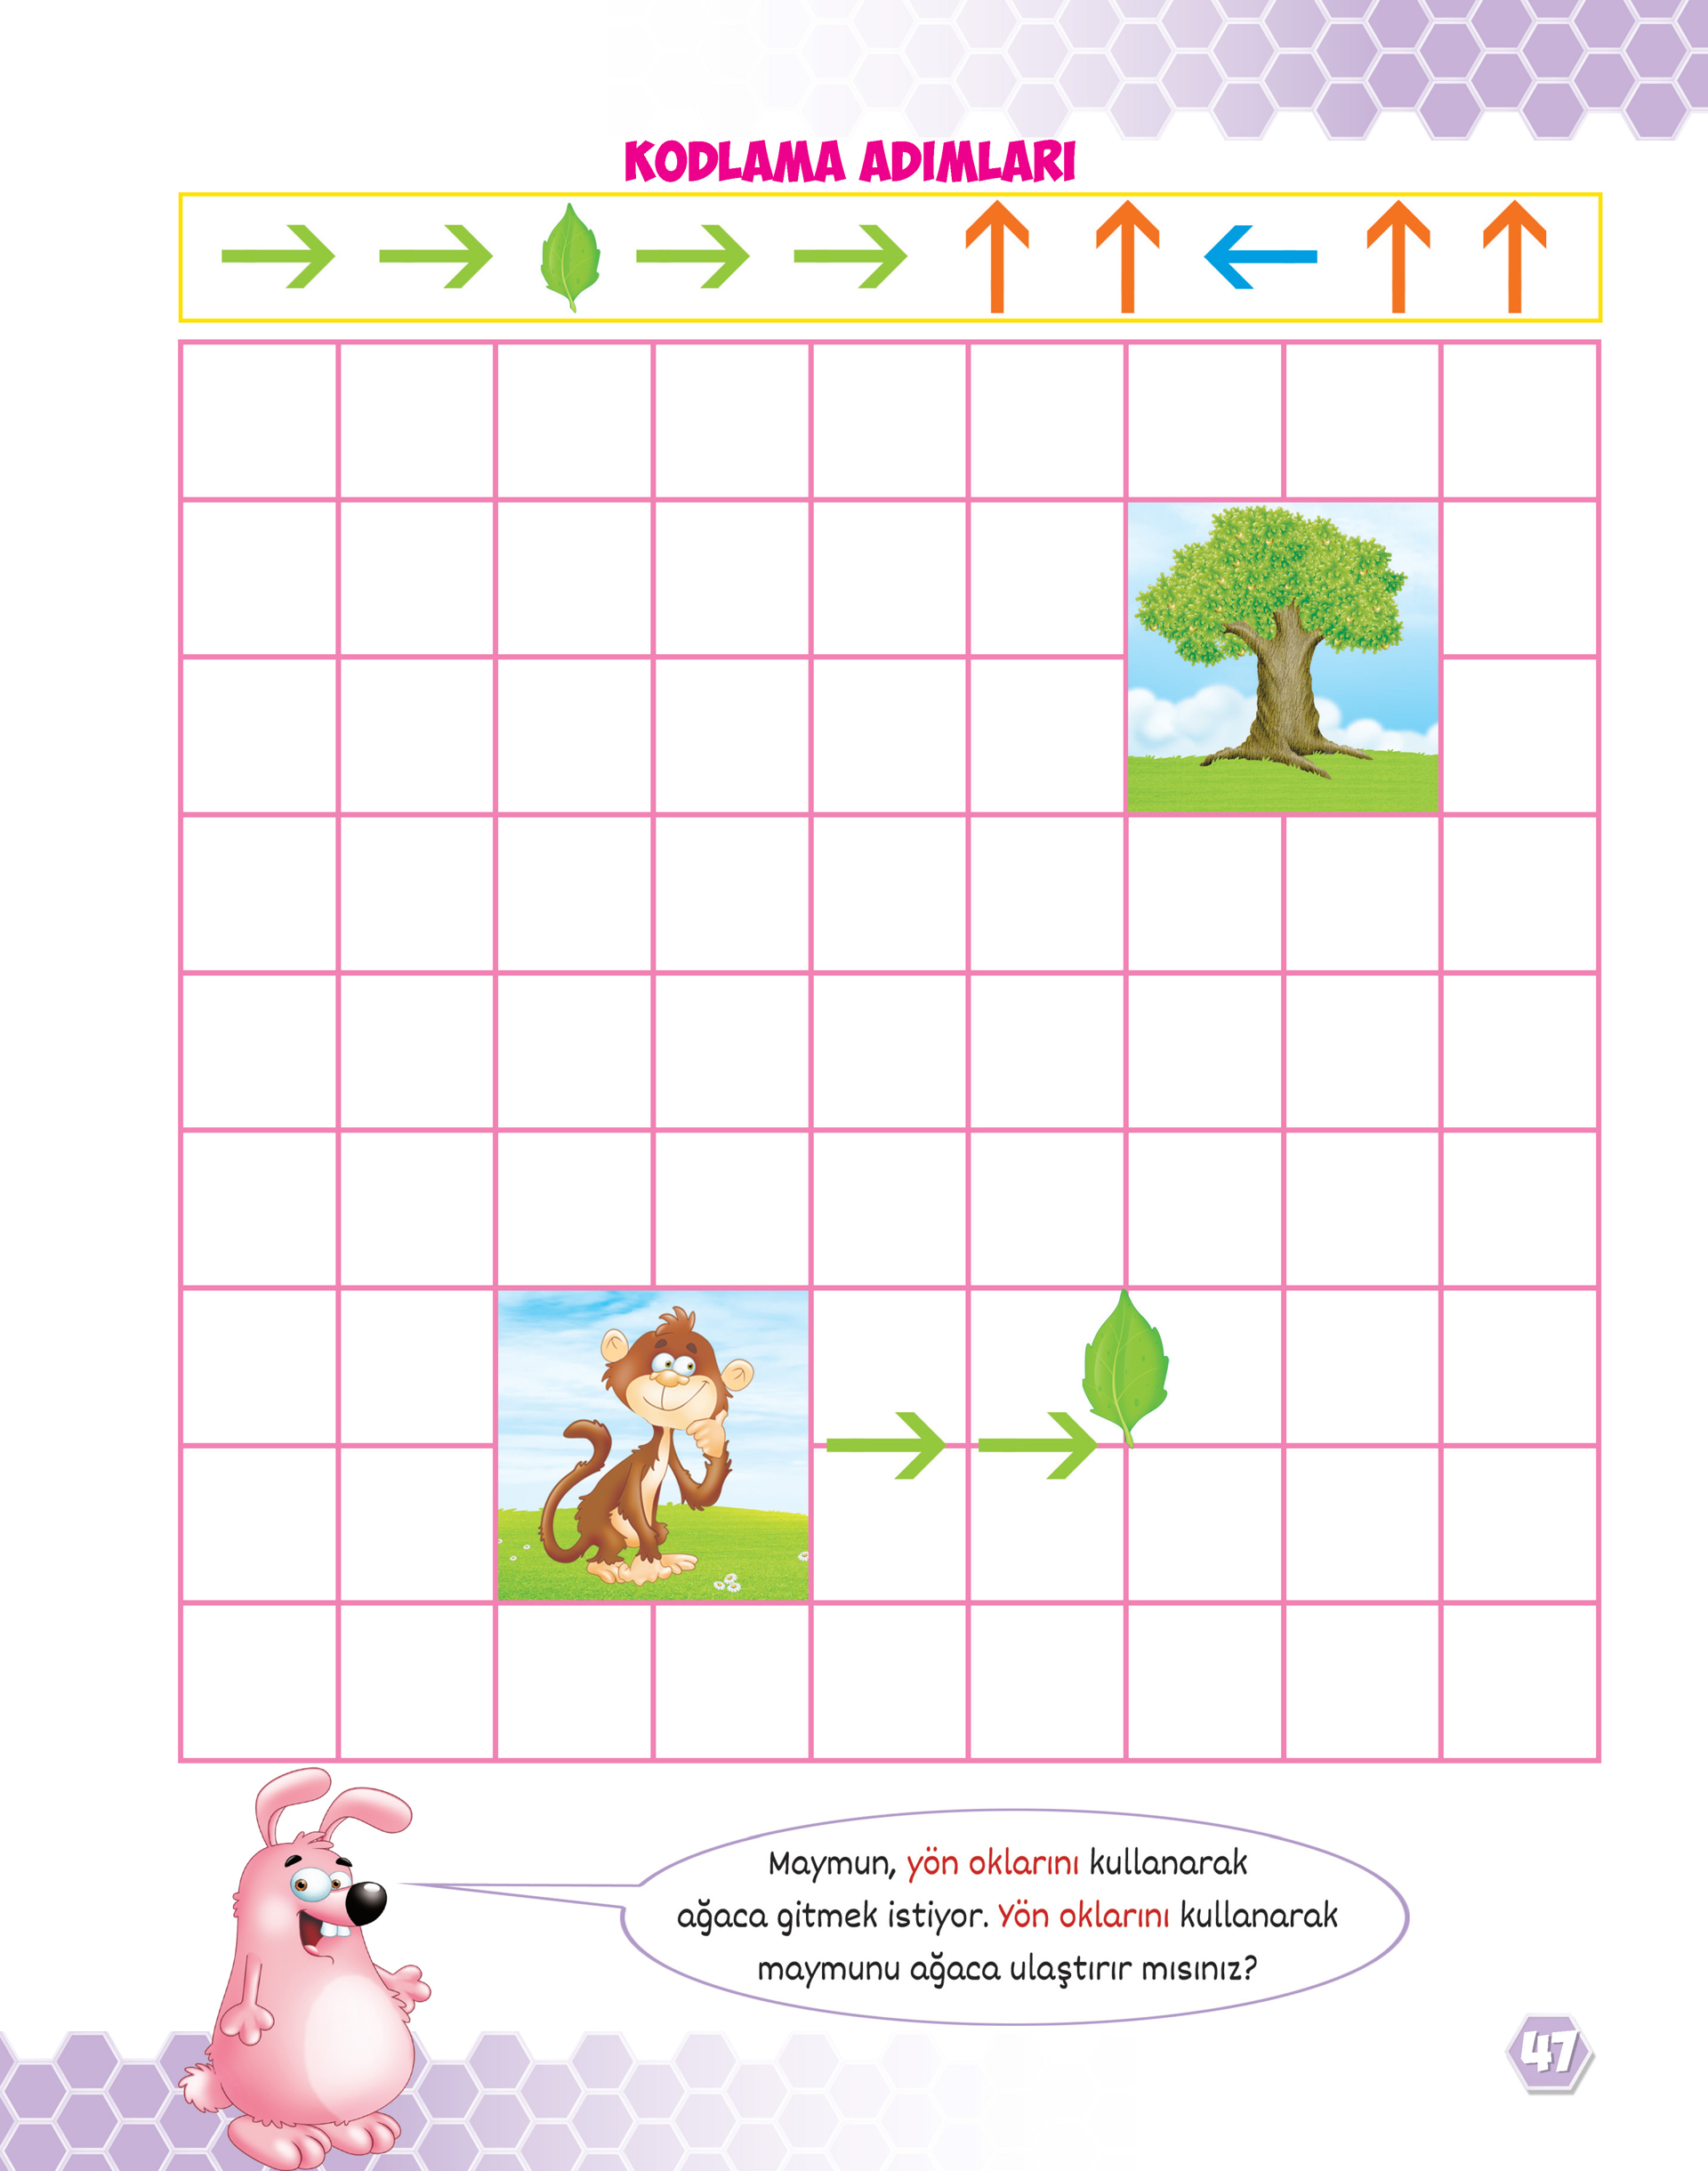 KODLAMA ADIMLARI
Maymun, yön oklarını kullanarak
ağaca gitmek istiyor. Yön oklarını kullanarak
maymunu ağaca ulaştırır mısınız?
47